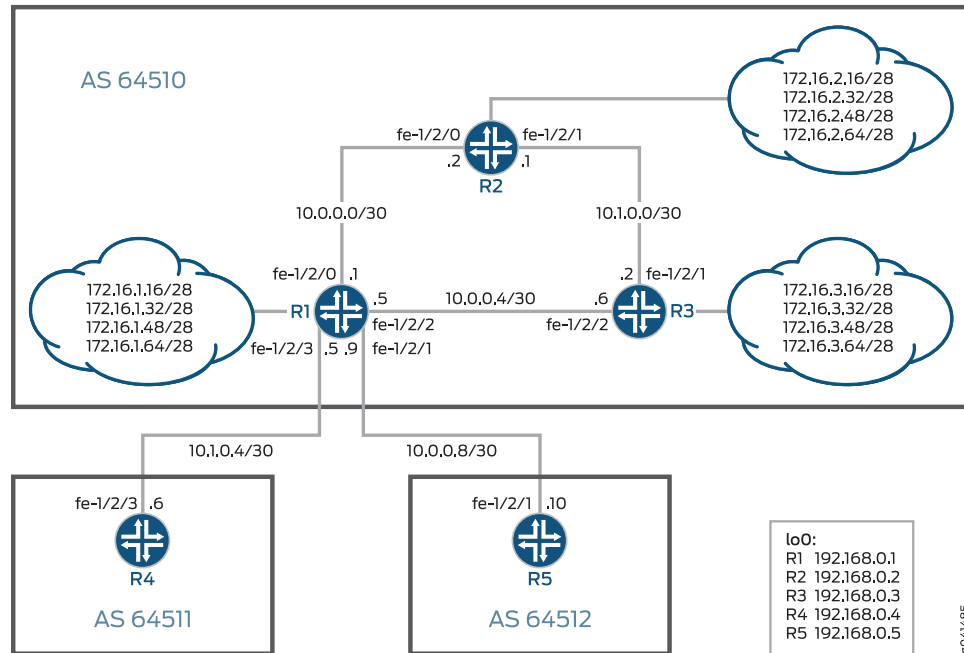 AS 64510
172.16.2.16/28
172.16.2.32/28
172.16.2.48/28
172.16.2.64/28
fe-1/2/0
fe-1/2/1
.2
.1
R2
10.0.0.0/30
10.1.0.0/30
172.16.1.16/28
172.16.1.32/28
172.16.1.48/28
172.16.1.64/28
fe-1/2/0
.1
R1
.5
fe-1/2/2
10.0.0.4/30
.2
fe-1/2/1
.6
fe-1/2/2
R3
172.16.3.16/28
172.16.3.32/28
172.16.3.48/28
172.16.3.64/28
fe-1/2/3
.5
.9
fe-1/2/1
10.1.0.4/30
10.0.0.8/30
fe-1/2/3
.6
R4
AS 64511
fe-1/2/1
.10
R5
AS 64512
lo0:
R1 192.168.0.1
R2 192.168.0.2
R3 192.168.0.3
R4 192.168.0.4
R5 192.168.0.5